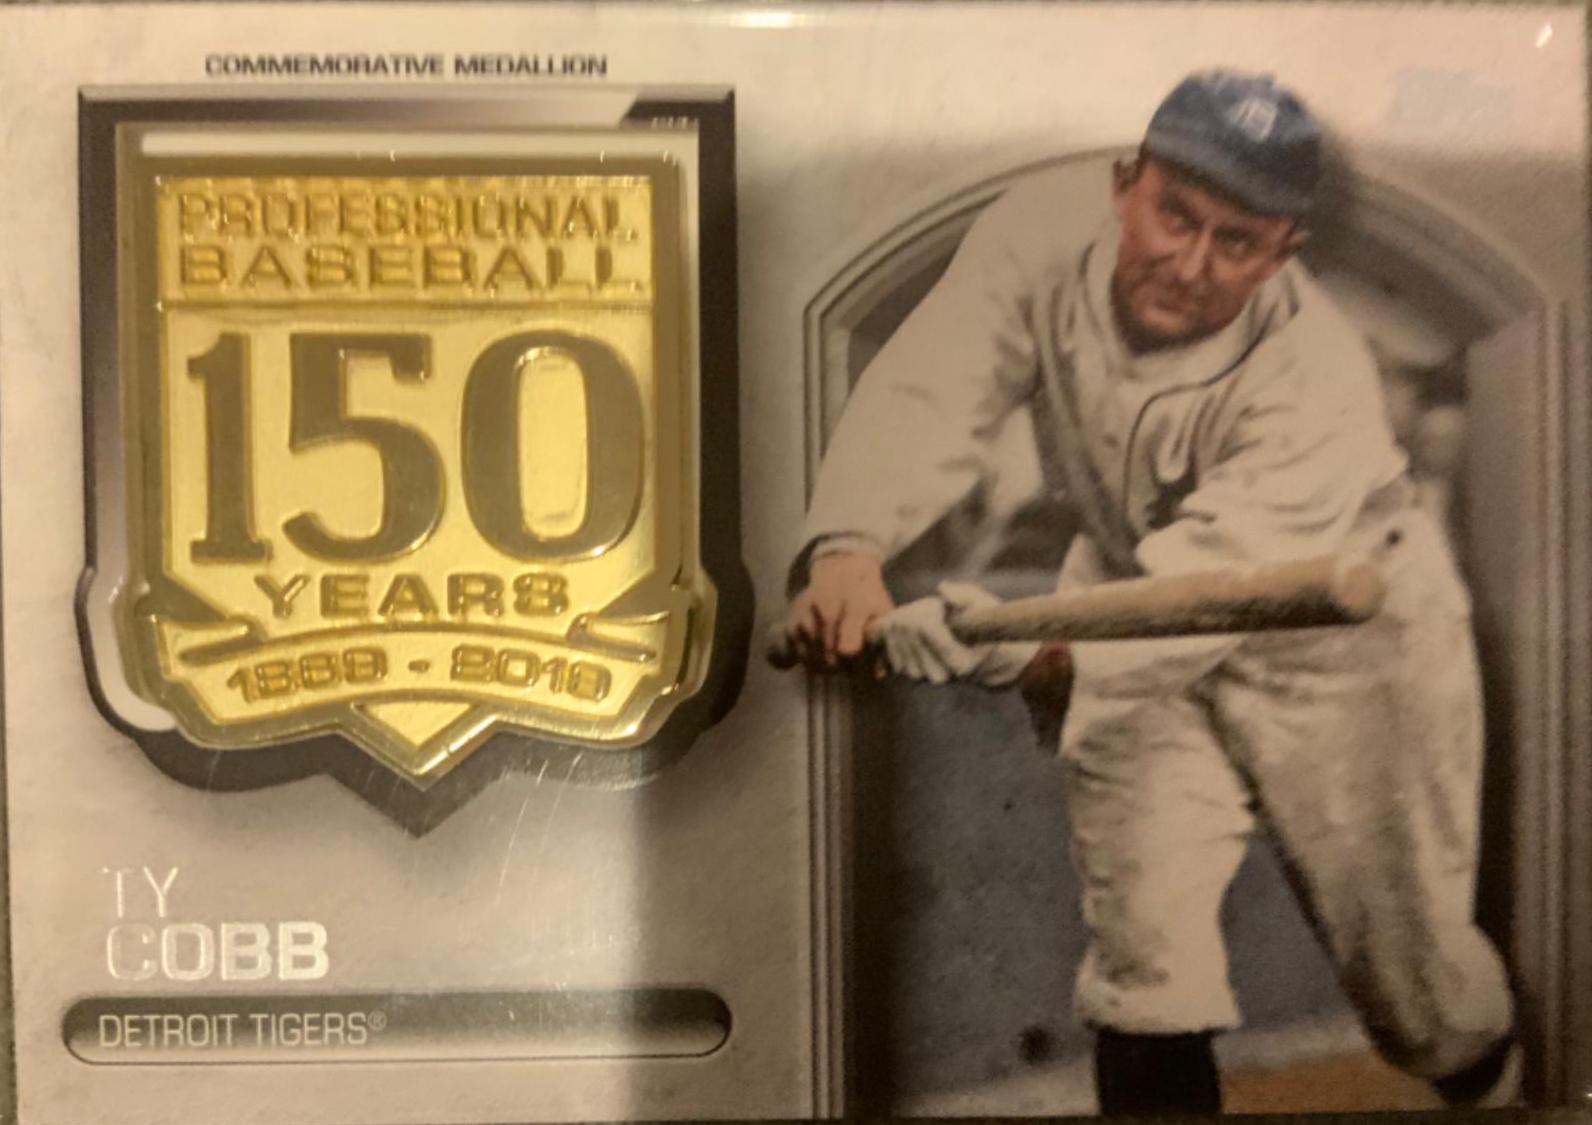 COMMEMORATIVE MEDALLION
PROFESSIONAL
BASEBALL
150
YEARS
1869 - 2019
TY
COBB
DETROIT TIGERS®